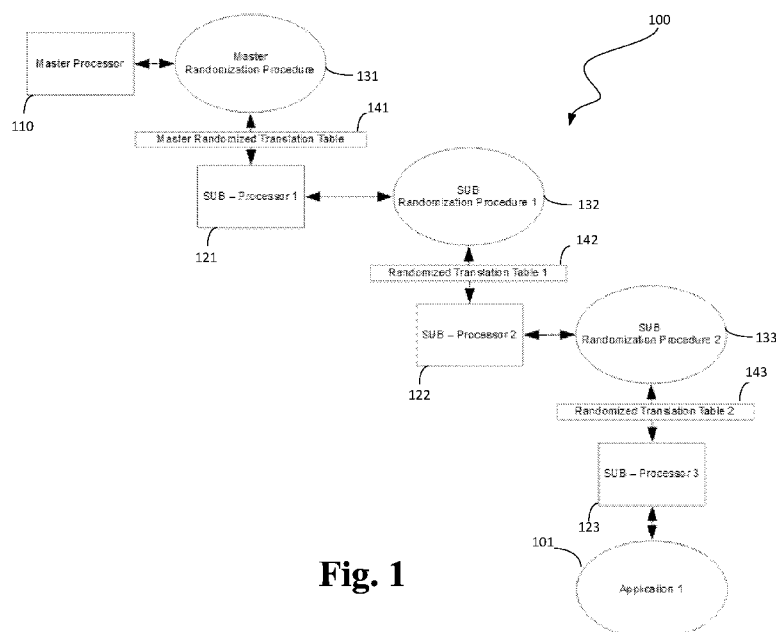 100
Master Processor
Master
Randomization Procedure
131
110
141
Master Randomized Translation Table
SUB – Processor 1
SUB
Randomization Procedure 1
132
121
142
Randomized Translation Table 1
SUB – Processor 2
SUB
Randomization Procedure 2
133
122
143
Randomized Translation Table 2
SUB – Processor 3
123
101
Application 1
Fig. 1